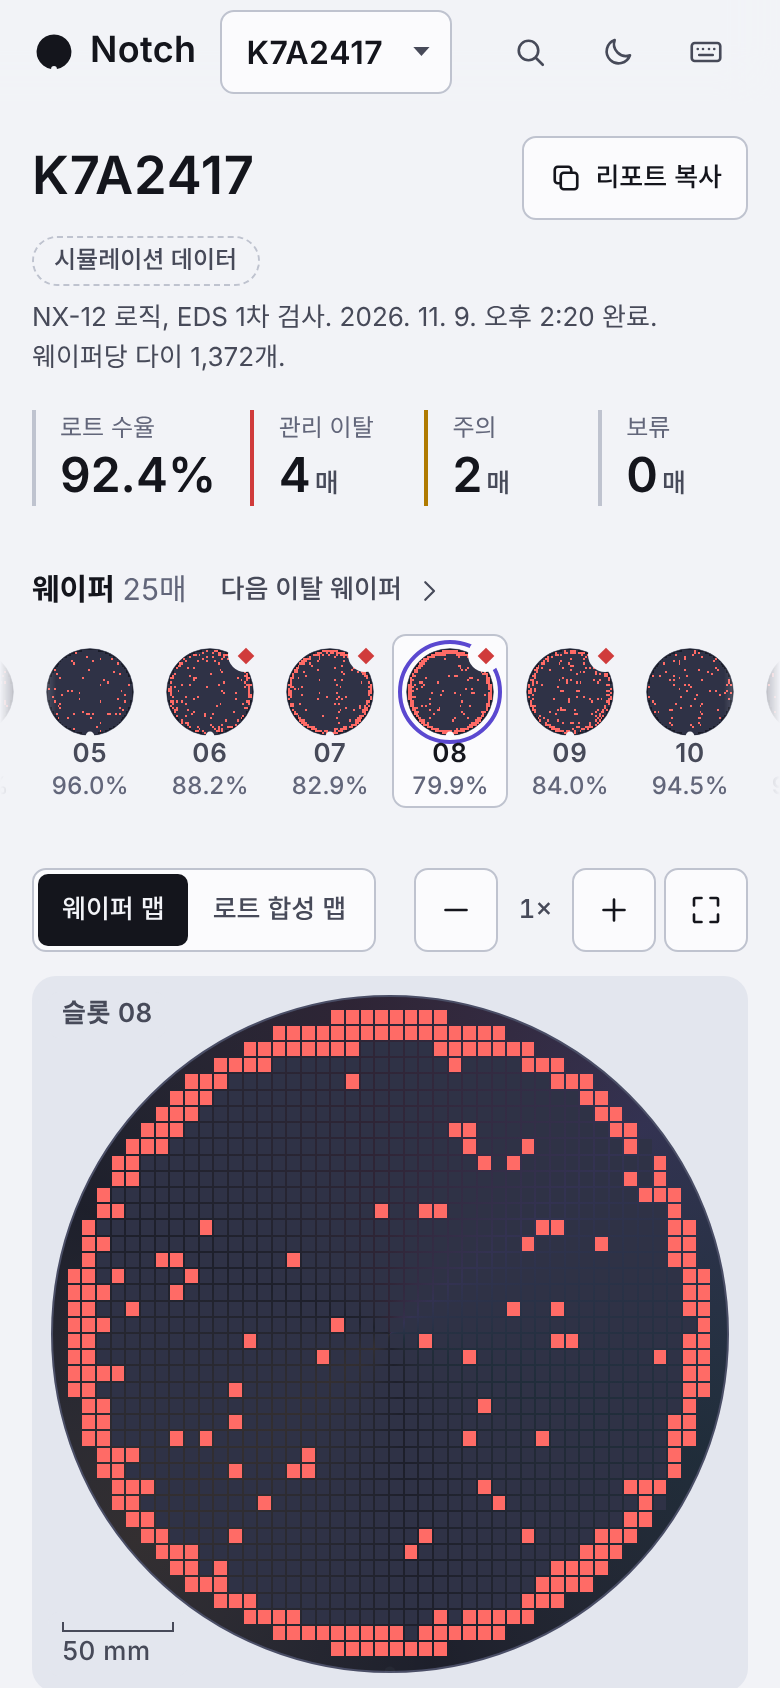 Notch K7A2417
K7A2417 리포트 복사
시뮬레이션 데이터
NX-12 로직, EDS 1차 검사. 2026. 11. 9. 오후 2:20 완료.
웨이퍼당 다이 1,372개.
로트 수율 관리 이탈 주의 보류
92.4% 4 매 2 매 0 매
웨이퍼 25매 다음 이탈 웨이퍼
05 06 07 08 09 10
96.0% 88.2% 82.9% 79.9% 84.0% 94.5%
웨이퍼 맵 로트 합성 맵 1×
슬롯 08
50 mm